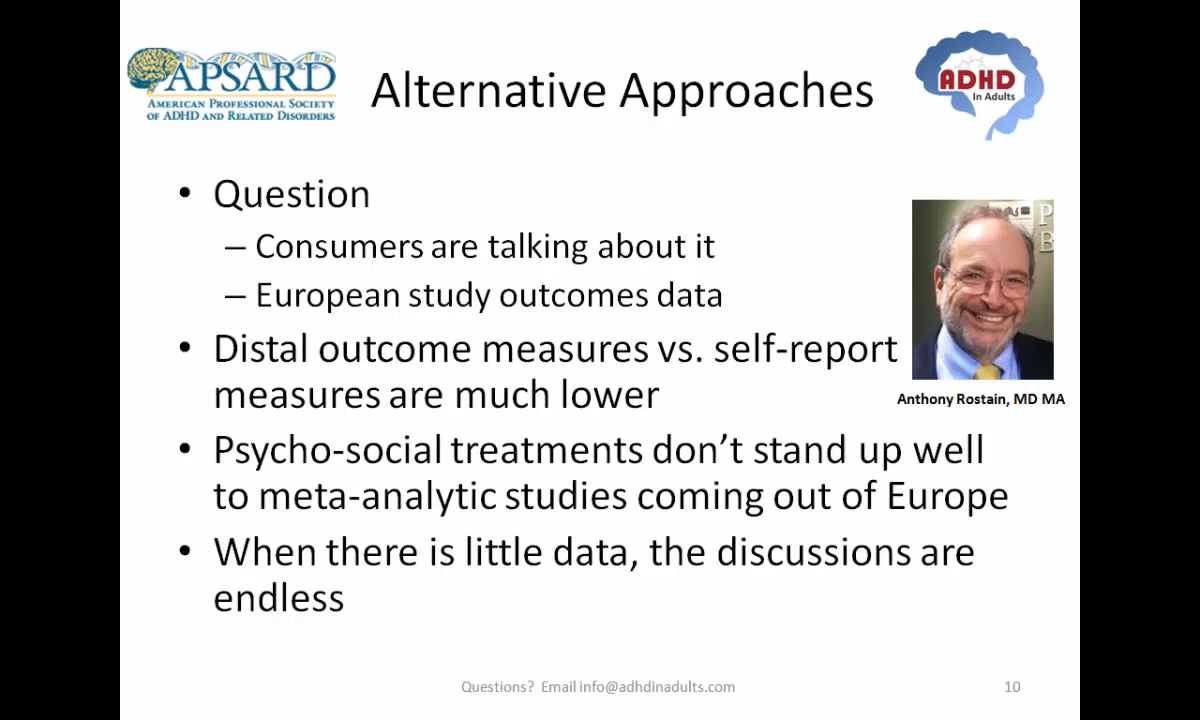 APSARD
AMERICAN PROFESSIONAL SOCIETY
OF ADHD AND RELATED DISORDERS
Alternative Approaches
ADHD
In Adults
• Question
– Consumers are talking about it
– European study outcomes data
• Distal outcome measures vs. self-report
measures are much lower
P
B
Anthony Rostain, MD MA
• Psycho-social treatments don’t stand up well
to meta-analytic studies coming out of Europe
• When there is little data, the discussions are
endless
Questions? Email info@adhdinadults.com
10